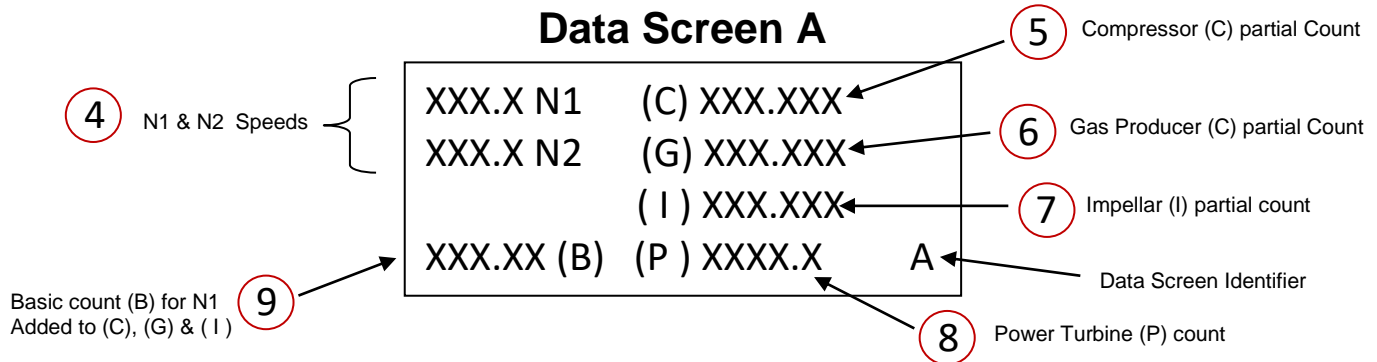 Data Screen A
5 Compressor (C) partial Count
4 N1 & N2 Speeds
XXX.X N1 (C) XXX.XXX
6 Gas Producer (C) partial Count
XXX.X N2 (G) XXX.XXX
( I ) XXX.XXX
7 Impellar (I) partial count
XXX.XX (B) (P ) XXXX.X A
Data Screen Identifier
Basic count (B) for N1
Added to (C), (G) & ( I )
9
8 Power Turbine (P) count